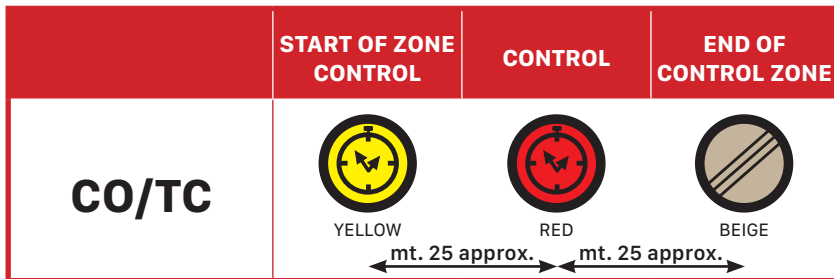 START OF ZONE
CONTROL
CONTROL
END OF
CONTROL ZONE
CO/TC
YELLOW
RED
BEIGE
mt. 25 approx.
mt. 25 approx.